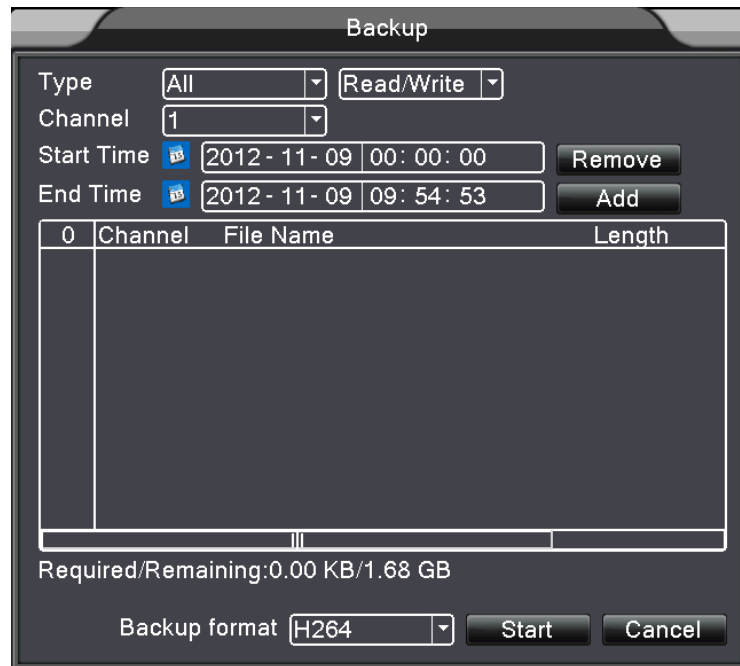 Backup
Type All Read/Write
Channel 1
Start Time 2012 - 11 - 09 00 : 00 : 00 Remove
End Time 2012 - 11 - 09 09 : 54 : 53 Add
0 Channel File Name Length
Required/Remaining:0.00 KB/1.68 GB
Backup format H264 Start Cancel